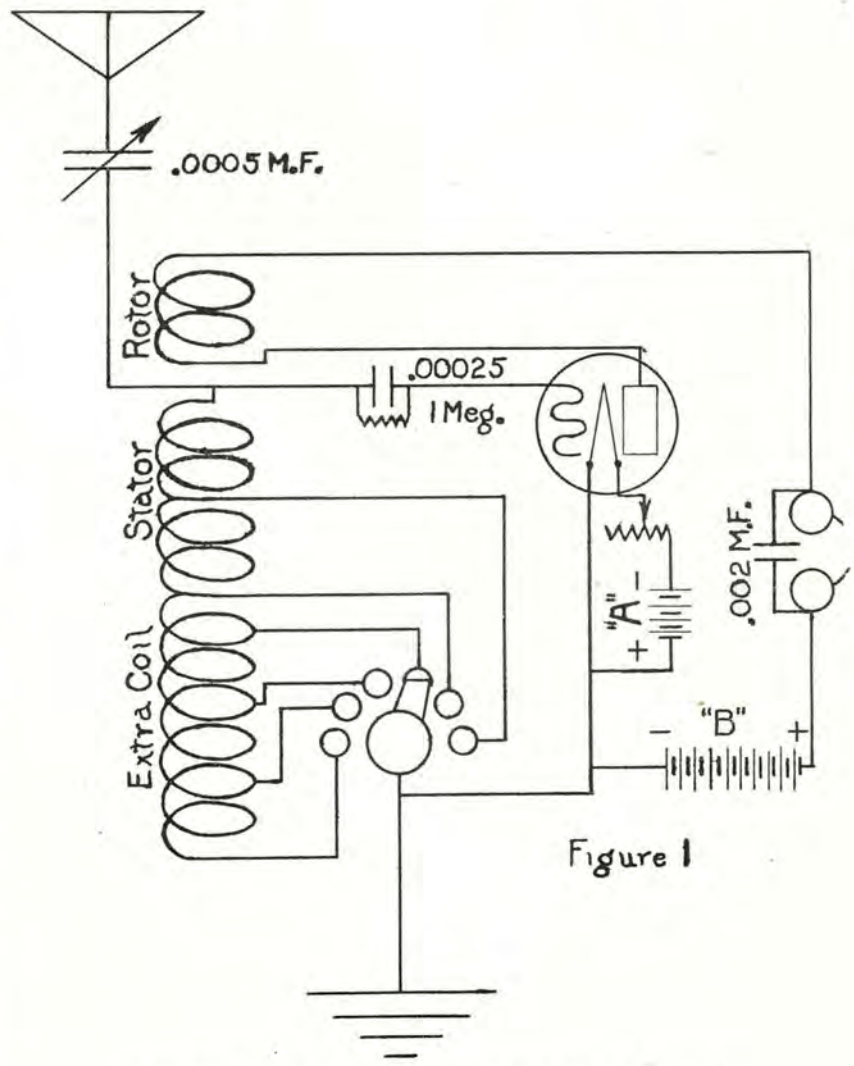 .0005 M.F.
Rotor
.00025
1 Meg.
Stator
.002 M.F.
"A"
-
+
Extra Coil
- "B" +
Figure 1